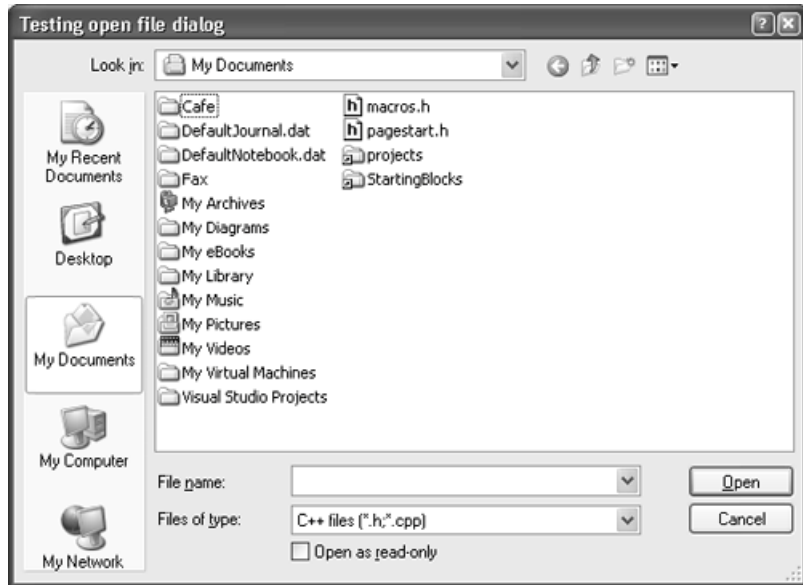 Testing open file dialog
Look in: My Documents
My Recent
Documents
Desktop
My Documents
My Computer
My Network
Cafe
DefaultJournal.dat
DefaultNotebook.dat
Fax
My Archives
My Diagrams
My eBooks
My Library
My Music
My Pictures
My Videos
My Virtual Machines
Visual Studio Projects
macros.h
pagestart.h
projects
StartingBlocks
File name:
Open
Files of type: C++ files (*.h;*.cpp)
Cancel
Open as read-only